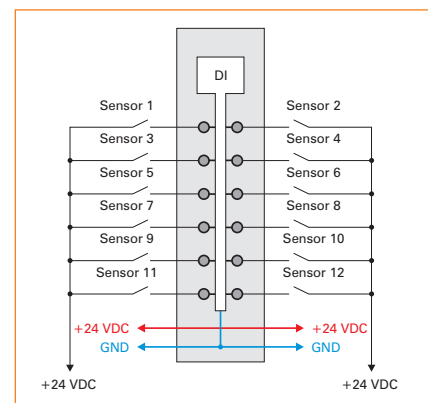 DI
Sensor 1 Sensor 2
Sensor 3 Sensor 4
Sensor 5 Sensor 6
Sensor 7 Sensor 8
Sensor 9 Sensor 10
Sensor 11 Sensor 12
+24 VDC +24 VDC
GND GND
+24 VDC +24 VDC